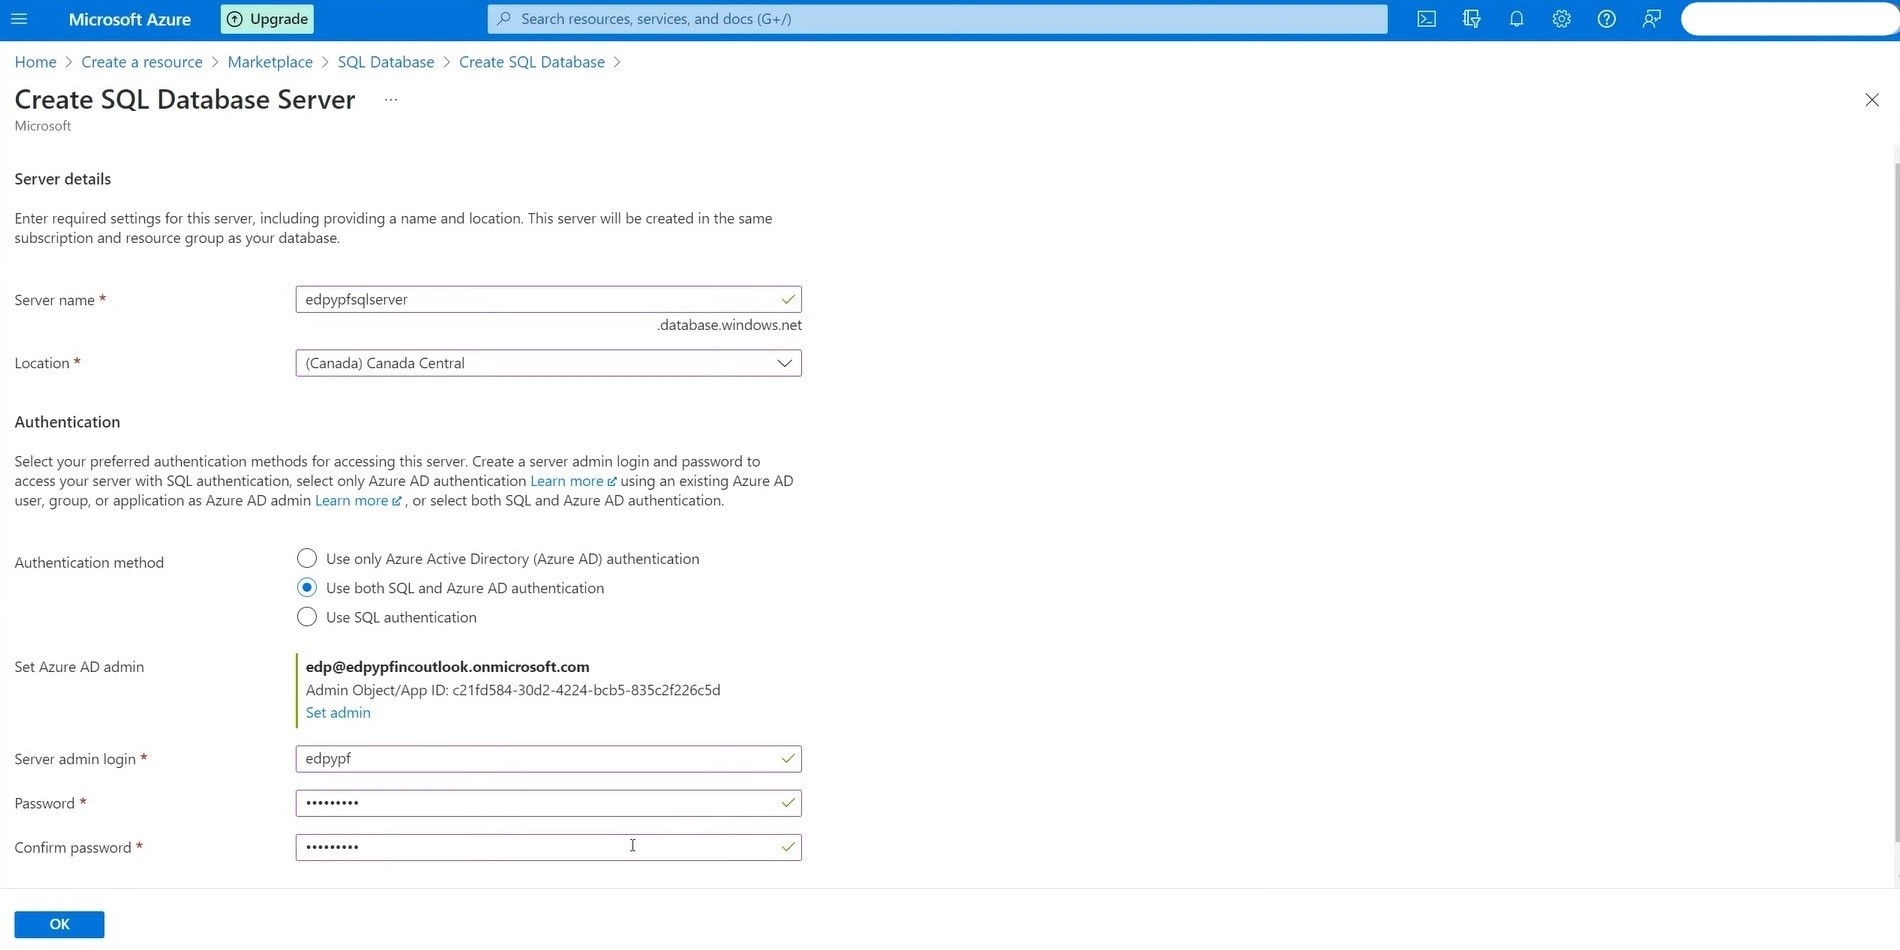 Microsoft Azure
Upgrade
Search resources, services, and docs (G+/)
Home > Create a resource > Marketplace > SQL Database > Create SQL Database >
Create SQL Database Server ...
Microsoft
Server details
Enter required settings for this server, including providing a name and location. This server will be created in the same
subscription and resource group as your database.
Server name *
edpypfsqlserver
.database.windows.net
Location *
(Canada) Canada Central
Authentication
Select your preferred authentication methods for accessing this server. Create a server admin login and password to
access your server with SQL authentication, select only Azure AD authentication Learn more using an existing Azure AD
user, group, or application as Azure AD admin Learn more , or select both SQL and Azure AD authentication.
Authentication method
Use only Azure Active Directory (Azure AD) authentication
Use both SQL and Azure AD authentication
Use SQL authentication
Set Azure AD admin
edp@edpypfincoutlook.onmicrosoft.com
Admin Object/App ID: c21fd584-30d2-4224-bcb5-835c2f226c5d
Set admin
Server admin login *
edpypf
Password *
•••••••••
Confirm password *
•••••••••
OK